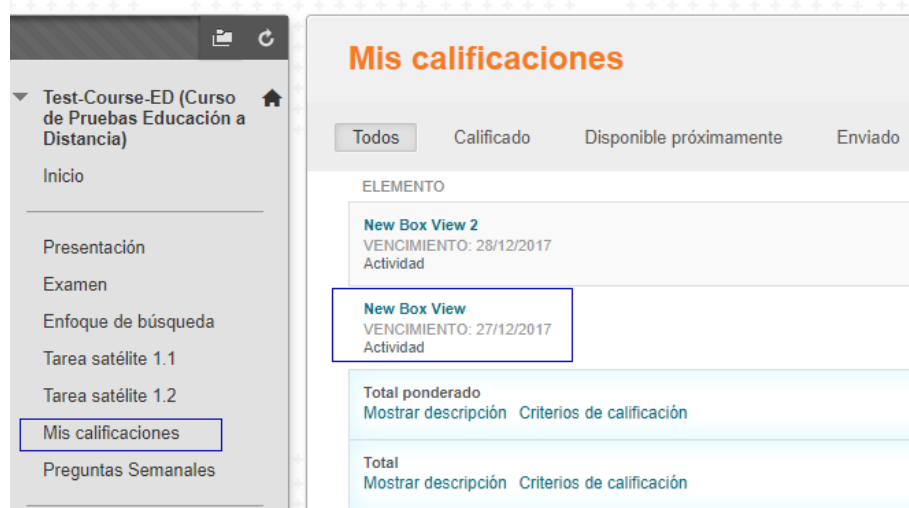 Test-Course-ED (Curso
de Pruebas Educación a
Distancia)
Inicio
Presentación
Examen
Enfoque de búsqueda
Tarea satélite 1.1
Tarea satélite 1.2
Mis calificaciones
Preguntas Semanales
Mis calificaciones
Todos Calificado Disponible próximamente Enviado
ELEMENTO
New Box View 2
VENCIMIENTO: 28/12/2017
Actividad
New Box View
VENCIMIENTO: 27/12/2017
Actividad
Total ponderado
Mostrar descripción Criterios de calificación
Total
Mostrar descripción Criterios de calificación